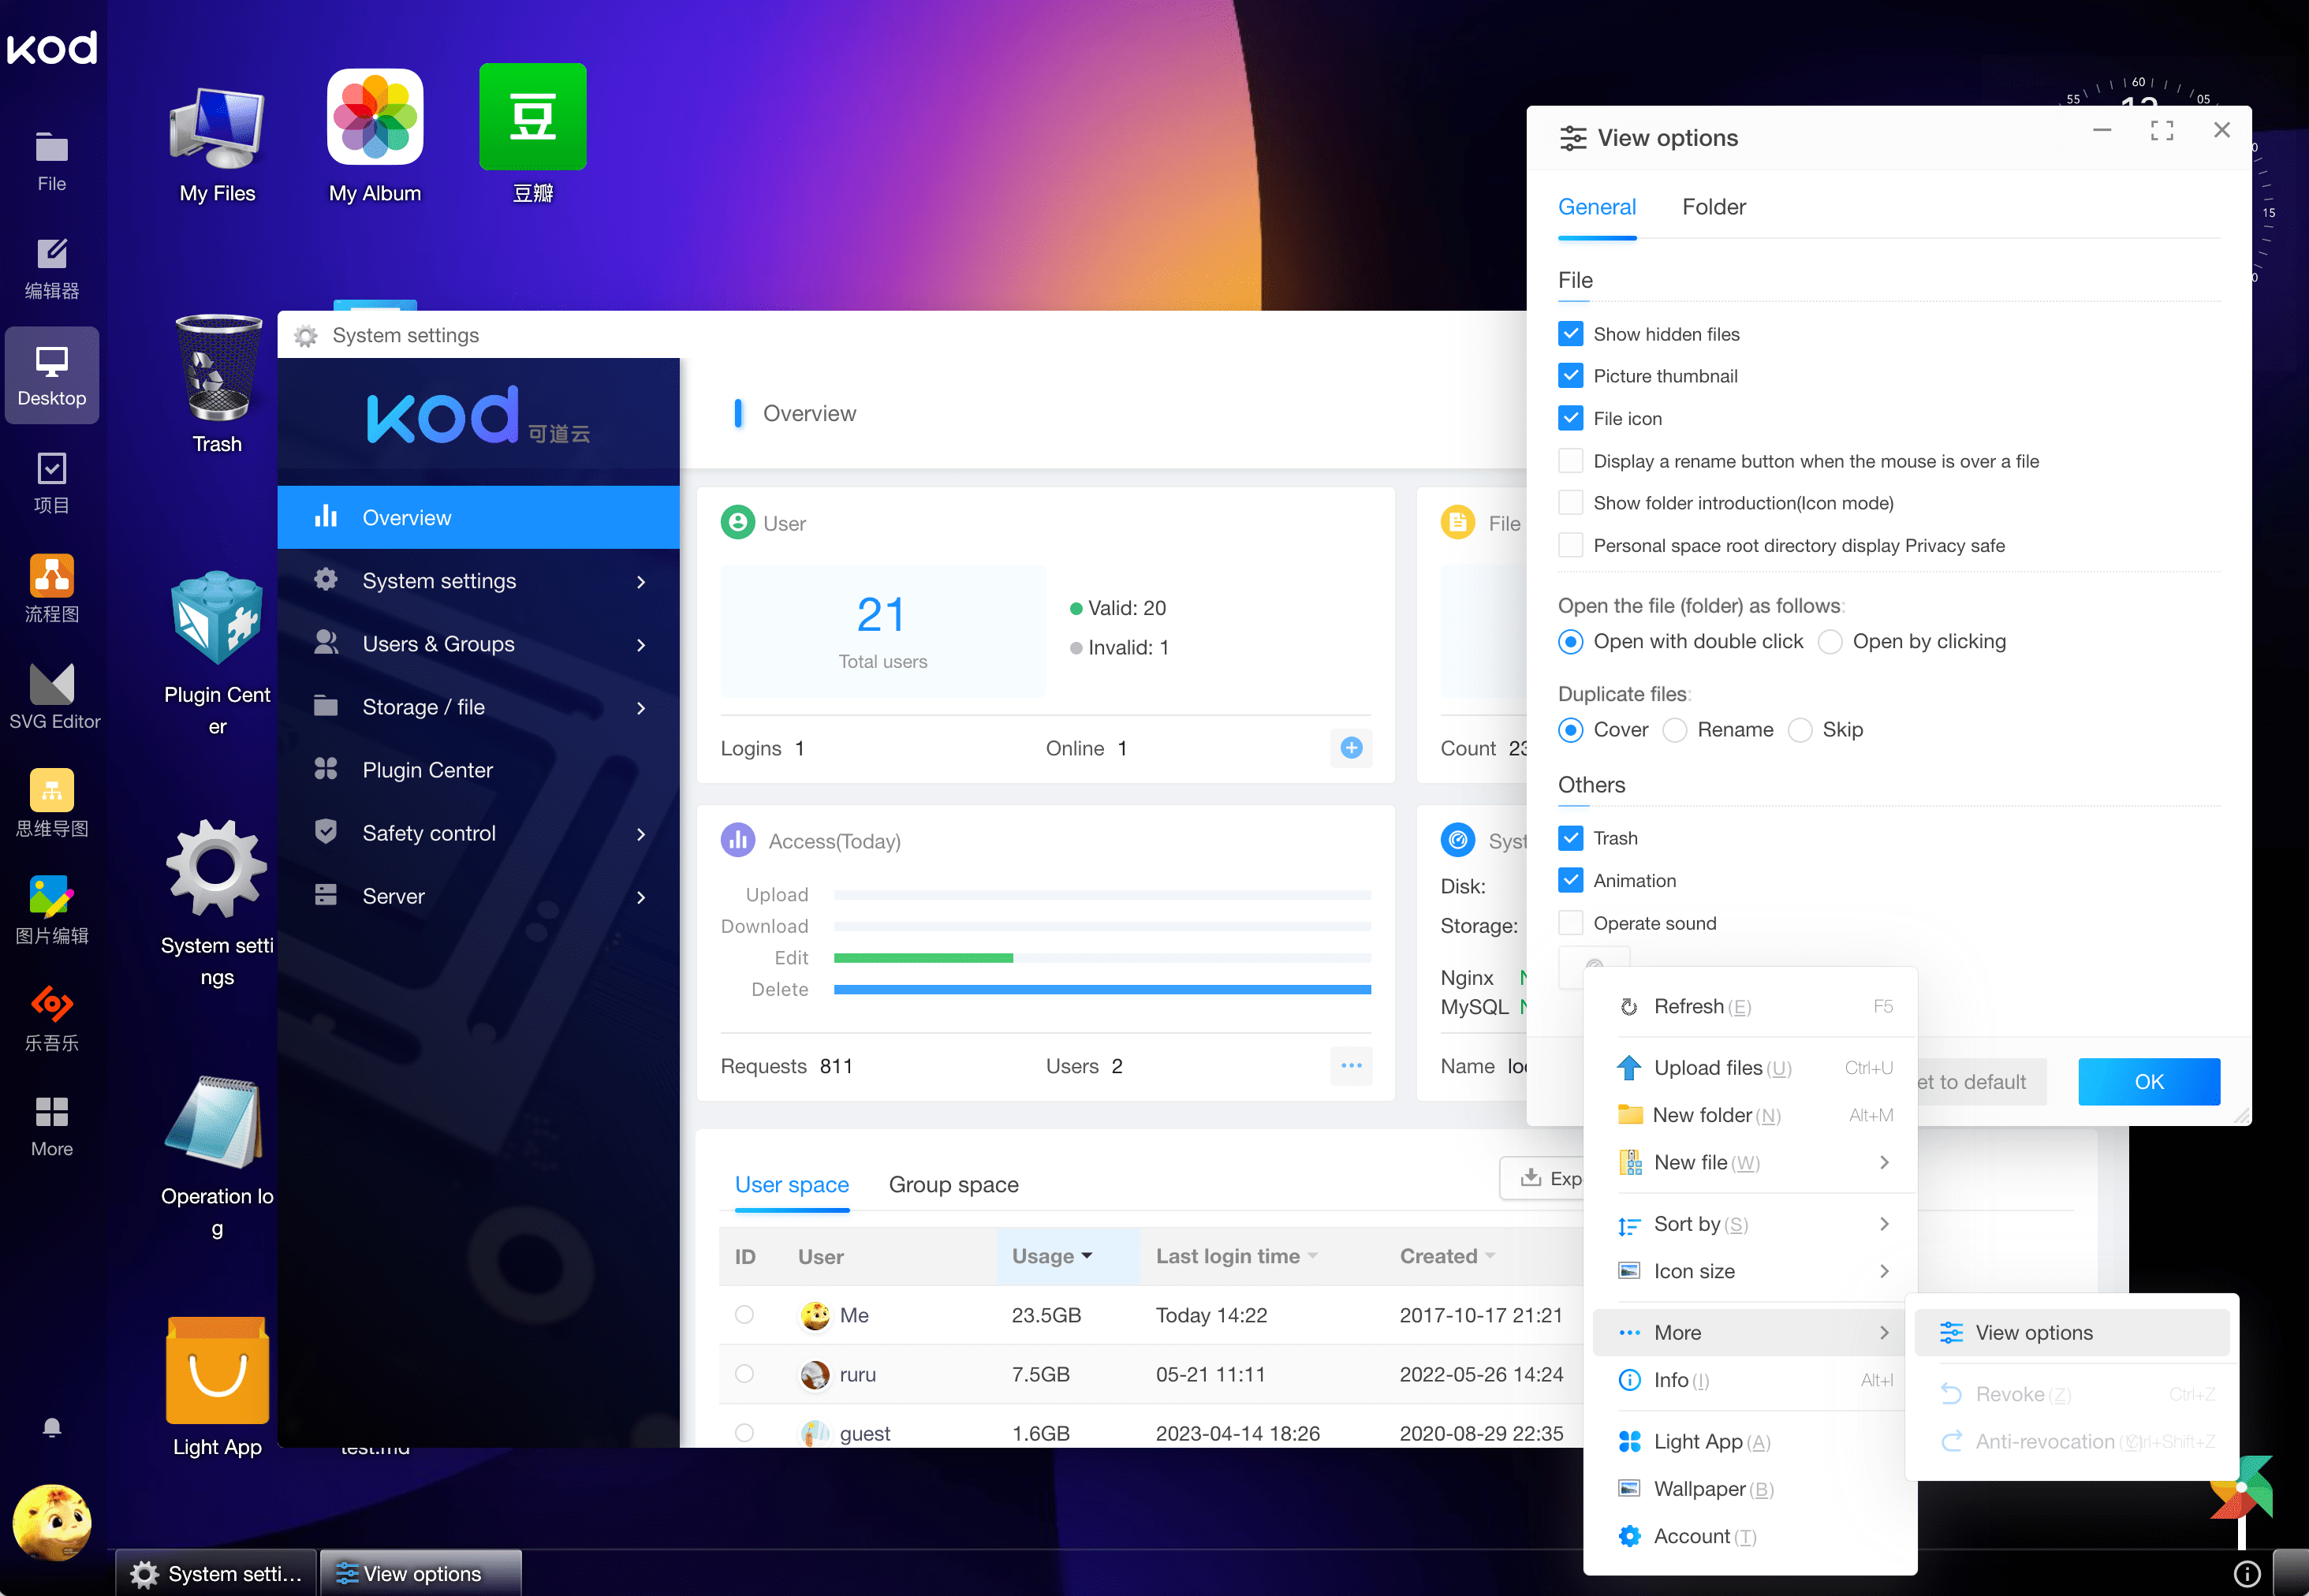 kod
File
编辑器
Desktop
项目
流程图
SVG Editor
思维导图
图片编辑
乐吾乐
More
My Files
My Album
豆
豆瓣
Trash
Plugin Cent
er
System setti
ngs
Operation lo
g
Light App
test.md
60
55
05
15
System settings
kod 可道云
Overview
System settings
Users & Groups
Storage / file
Plugin Center
Safety control
Server
Overview
User
21
Total users
Valid: 20
Invalid: 1
Logins 1
Online 1
File
Count 23
Access(Today)
Upload
Download
Edit
Delete
Requests 811
Users 2
Syst
Disk:
Storage:
Nginx
MySQL
Name
User space
Group space
Exp
ID User Usage Last login time Created
Me 23.5GB Today 14:22 2017-10-17 21:21
ruru 7.5GB 05-21 11:11 2022-05-26 14:24
guest 1.6GB 2023-04-14 18:26 2020-08-29 22:35
View options
General
Folder
File
Show hidden files
Picture thumbnail
File icon
Display a rename button when the mouse is over a file
Show folder introduction(Icon mode)
Personal space root directory display Privacy safe
Open the file (folder) as follows:
Open with double click Open by clicking
Duplicate files:
Cover Rename Skip
Others
Trash
Animation
Operate sound
et to default
OK
Refresh (E) F5
Upload files (U) Ctrl+U
New folder (N) Alt+M
New file (W)
Sort by (S)
Icon size
More
Info (I) Alt+I
Light App (A)
Wallpaper (B)
Account (T)
View options
Revoke (Z) Ctrl+Z
Anti-revocation Ctrl+Shift+Z
System setti...
View options